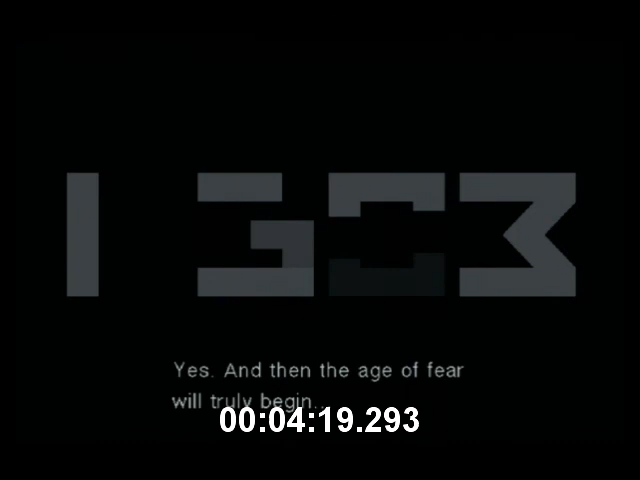 Yes. And then the age of fear
will truly begin...
00:04:19.293